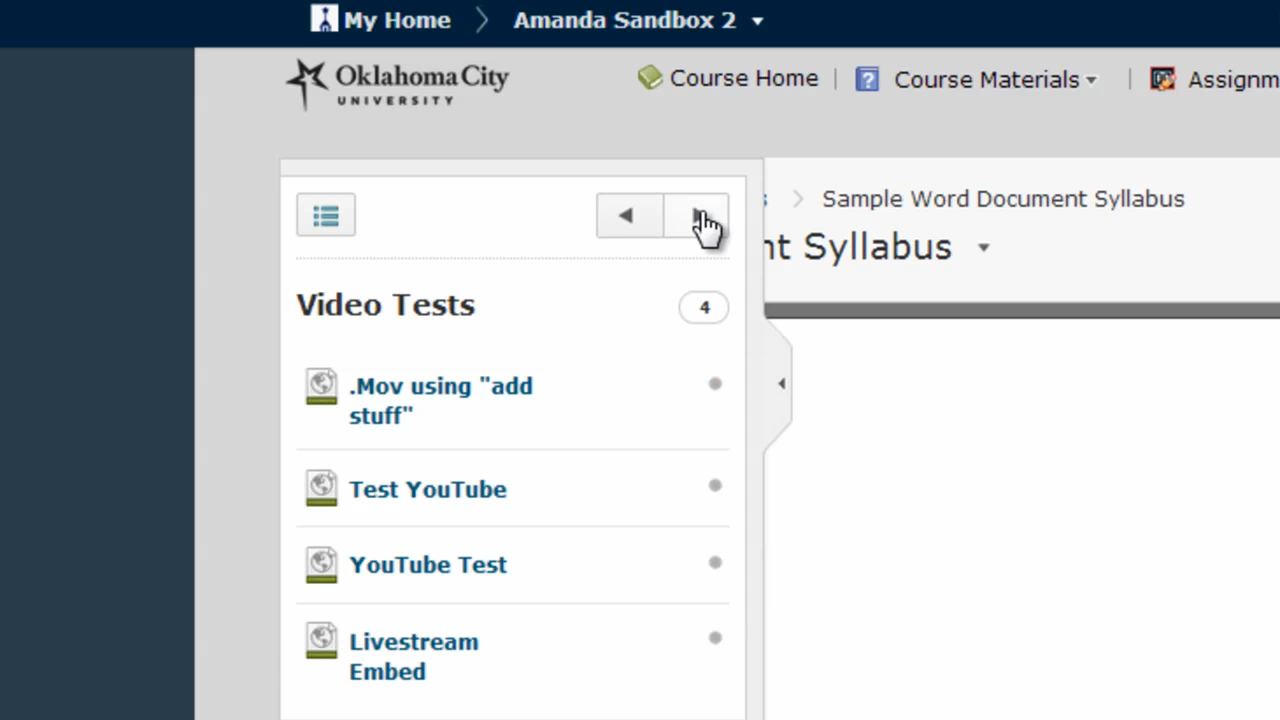 My Home Amanda Sandbox 2
Oklahoma City
UNIVERSITY
Course Home Course Materials Assignm
Sample Word Document Syllabus
nt Syllabus
Video Tests 4
.Mov using "add
stuff"
Test YouTube
YouTube Test
Livestream
Embed